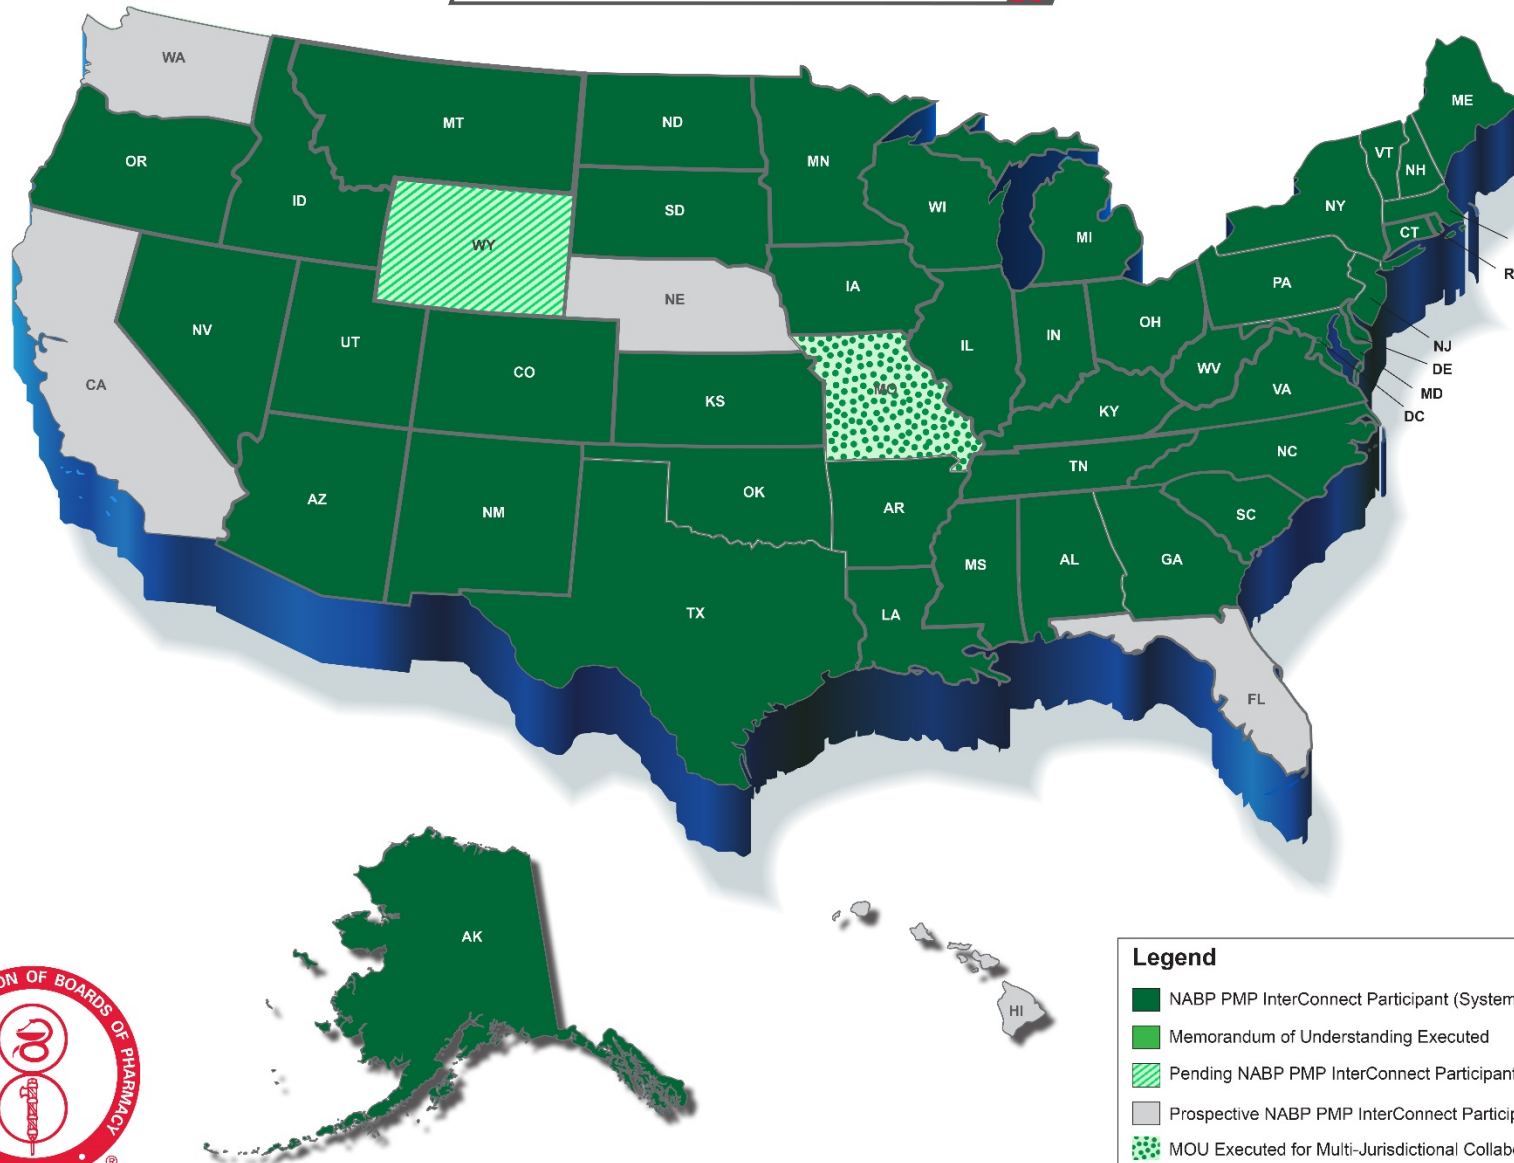 WA
ME
MT
ND
VT
OR
MN
NH
ID
SD
WI
NY
WY
MI
CT
R
PA
IA
NE
NV
OH
IN
UT
IL
NJ
WV
DE
CO
CA
VA
MD
MO
KS
KY
DC
NC
TN
OK
AZ
AR
NM
SC
MS
AL
GA
TX
LA
FL
AK
HI
ON OF BOARDS OF PHARMACY
®
Legend
NABP PMP InterConnect Participant (System
Memorandum of Understanding Executed
Pending NABP PMP InterConnect Participant
Prospective NABP PMP InterConnect Particip
MOU Executed for Multi-Jurisdictional Collabo